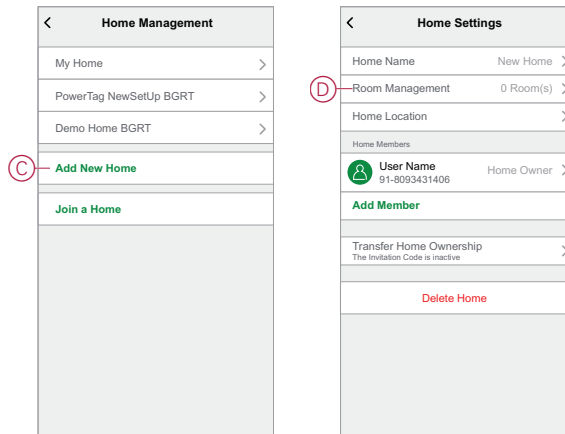 Home Management
My Home
PowerTag NewSetUp BGRT
Demo Home BGRT
C
Add New Home
Join a Home
Home Settings
Home Name New Home
D
Room Management 0 Room(s)
Home Location
Home Members
User Name
91-8093431406
Home Owner
Add Member
Transfer Home Ownership
The Invitation Code is inactive
Delete Home